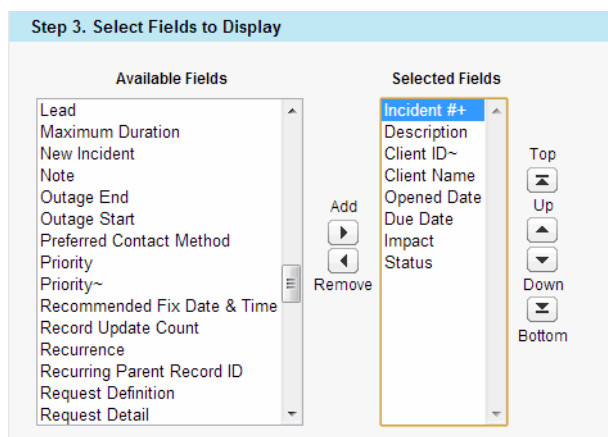 Step 3. Select Fields to Display
Available Fields
Lead
Maximum Duration
New Incident
Note
Outage End
Outage Start
Preferred Contact Method
Priority
Priority~
Recommended Fix Date & Time
Record Update Count
Recurrence
Recurring Parent Record ID
Request Definition
Request Detail
Add
Remove
Selected Fields
Incident #+
Description
Client ID~
Client Name
Opened Date
Due Date
Impact
Status
Top
Up
Down
Bottom